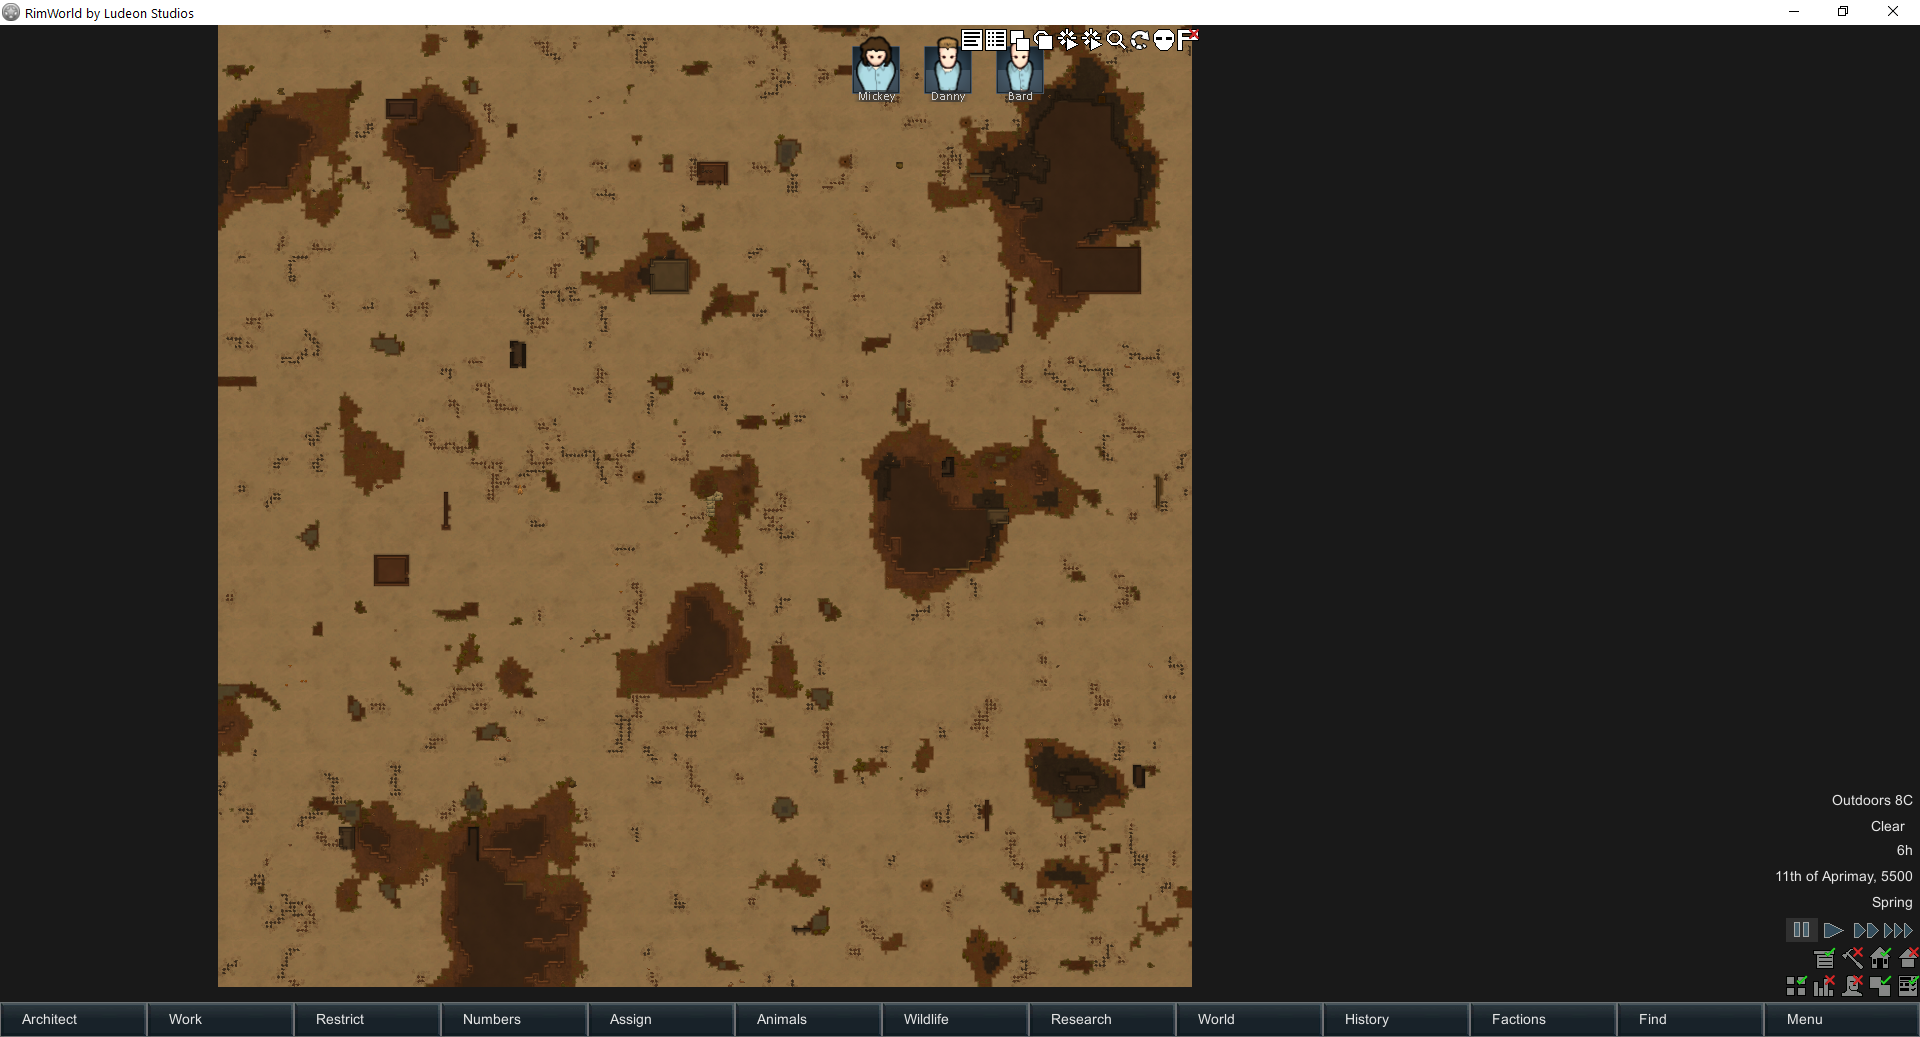 RimWorld by Ludeon Studios
Mickey
Danny
Bard
Outdoors 8C
Clear
6h
11th of Aprimay, 5500
Spring
Architect
Work
Restrict
Numbers
Assign
Animals
Wildlife
Research
World
History
Factions
Find
Menu